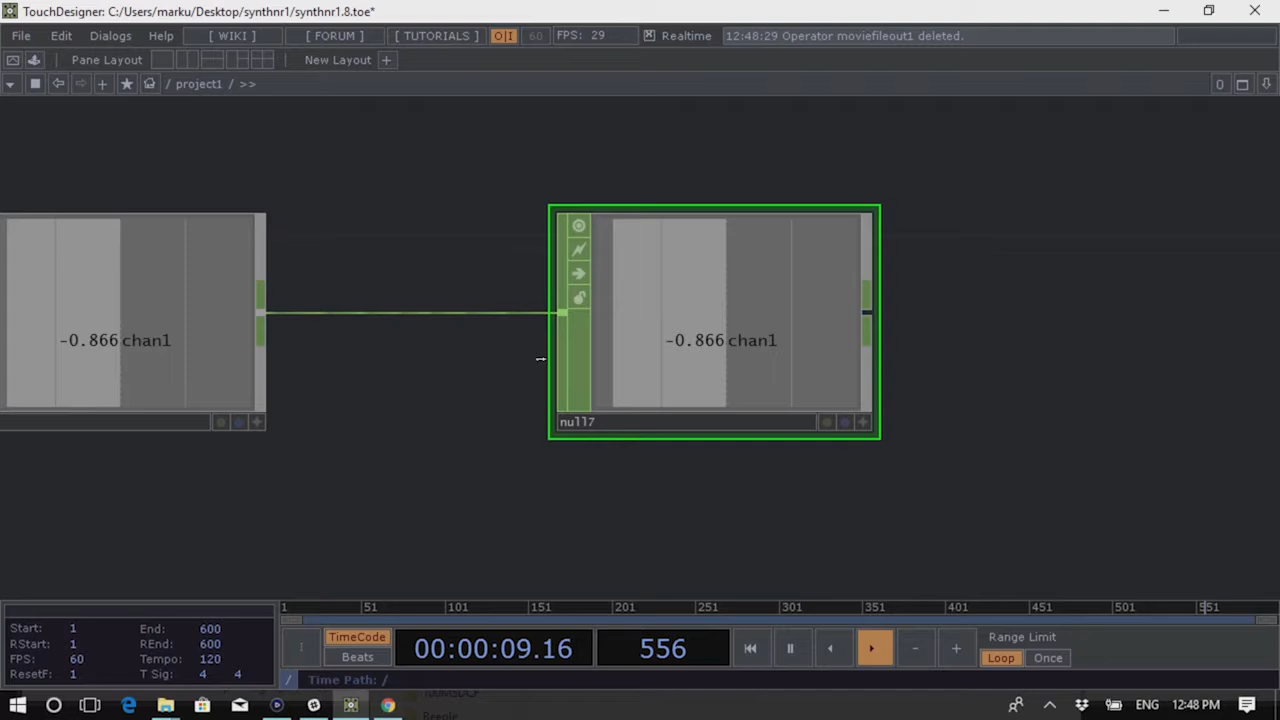 TouchDesigner: C:/Users/marku/Desktop/synthnr1/synthnr1.8.toe*
File Edit Dialogs Help [ WIKI ] [ FORUM ] [ TUTORIALS ] O|I 60 FPS: 29 Realtime 12:48:29 Operator moviefileout1 deleted.
Pane Layout New Layout +
/ project1 / >> 0
-0.866 chan1
-0.866 chan1
null7
1 51 101 151 201 251 301 351 401 451 501 551
Start: 1 End: 600
RStart: 1 REnd: 600
FPS: 60 Tempo: 120
ResetF: 1 T Sig: 4 4
TimeCode
Beats
00:00:09.16
556
Range Limit
Loop Once
/ Time Path: /
ENG 12:48 PM